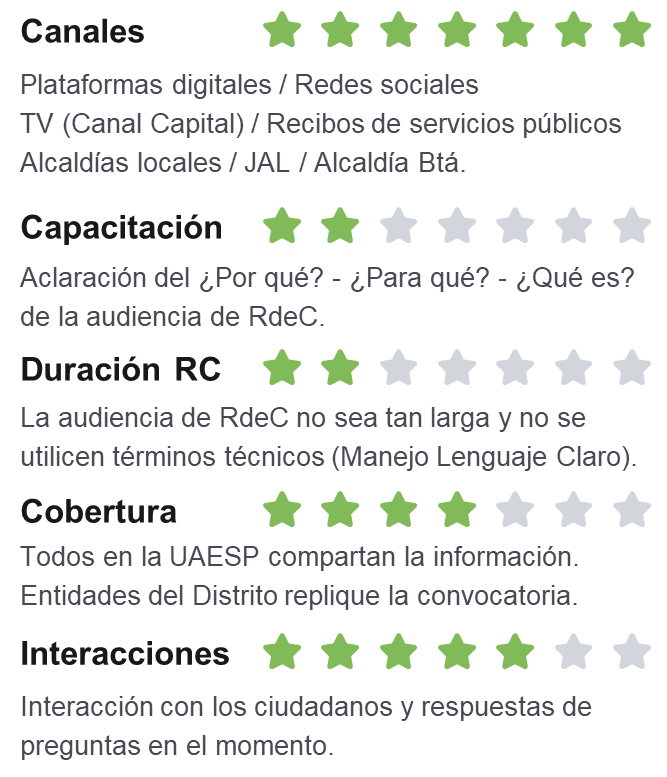 Canales
Plataformas digitales / Redes sociales
TV (Canal Capital) / Recibos de servicios públicos
Alcaldías locales / JAL / Alcaldía Btá.
Capacitación
Aclaración del ¿Por qué? - ¿Para qué? - ¿Qué es?
de la audiencia de RdeC.
Duración RC
La audiencia de RdeC no sea tan larga y no se
utilicen términos técnicos (Manejo Lenguaje Claro).
Cobertura
Todos en la UAESP compartan la información.
Entidades del Distrito replique la convocatoria.
Interacciones
Interacción con los ciudadanos y respuestas de
preguntas en el momento.